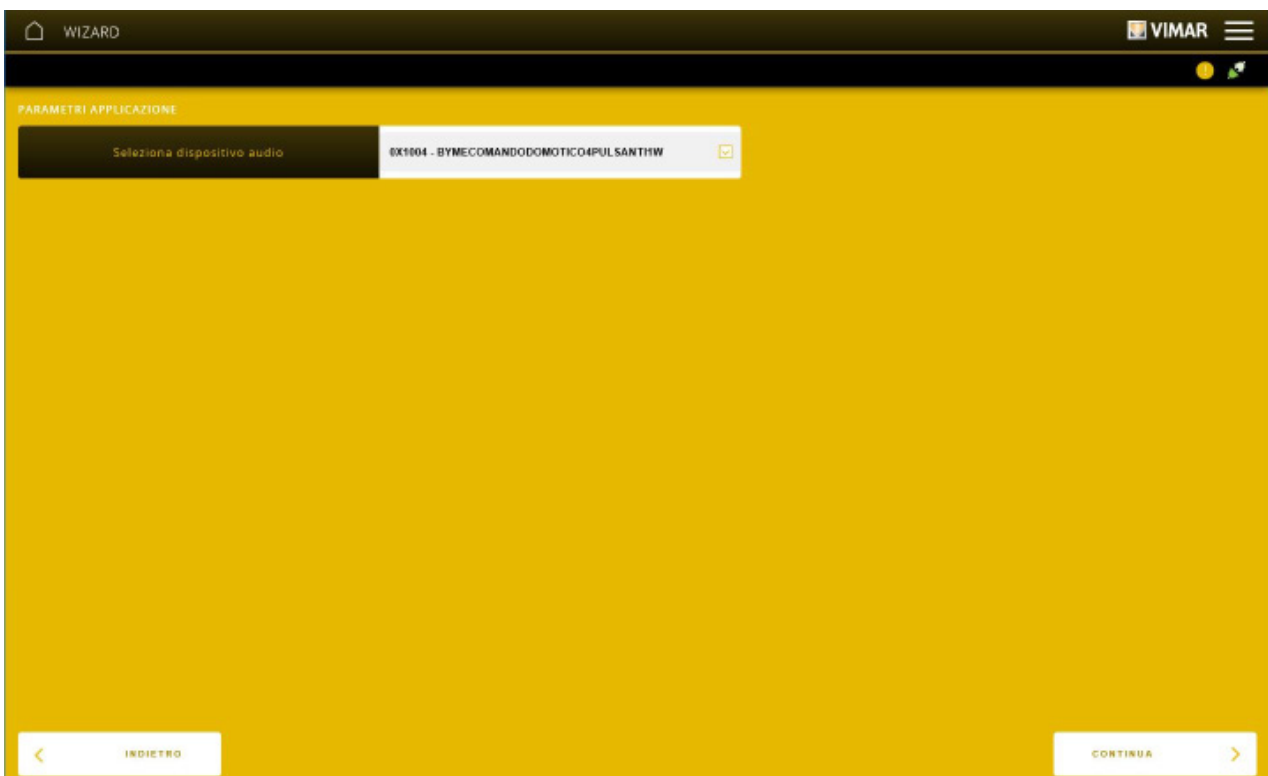 WIZARD
VIMAR
PARAMETRI APPLICAZIONE
Seleziona dispositivo audio
0X1004 - BYMECOMANDODOMOTICO4PULSANTI1W
INDIETRO
CONTINUA